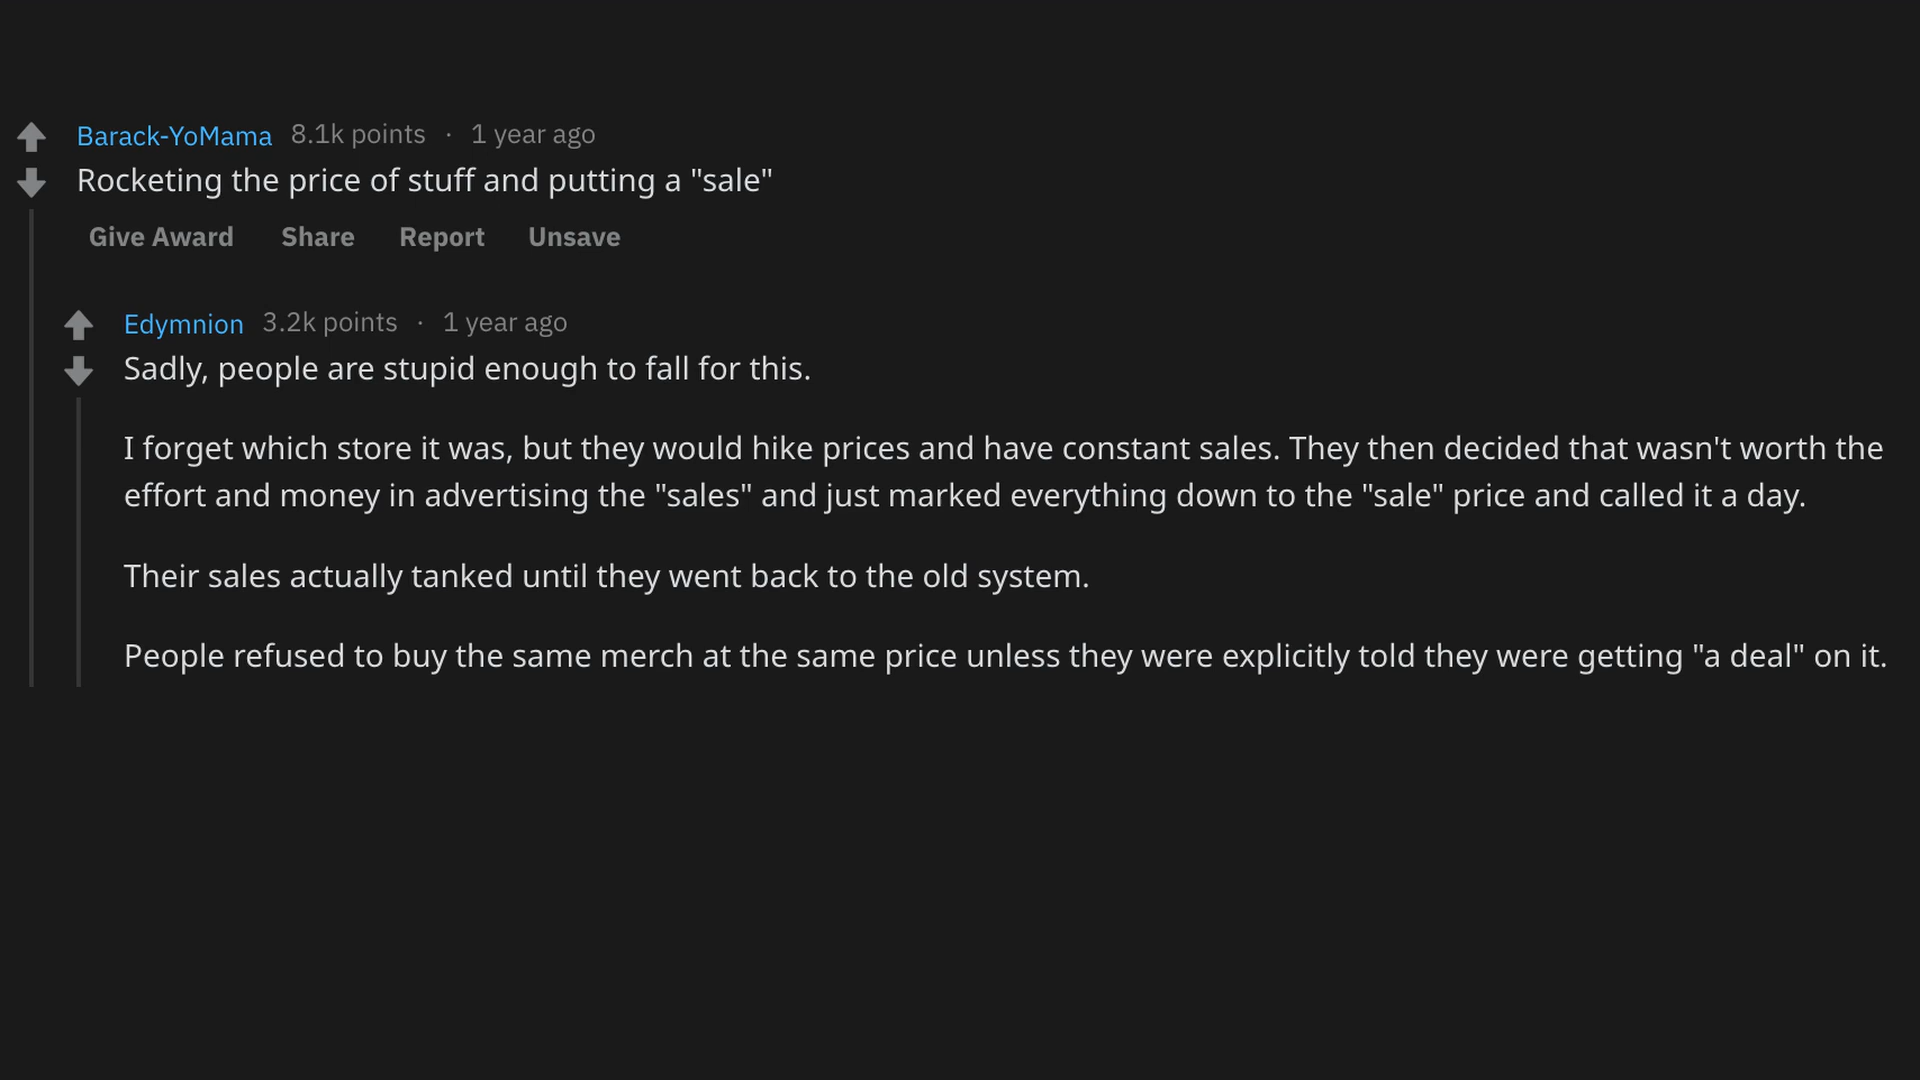 Barack-YoMama 8.1k points · 1 year ago
Rocketing the price of stuff and putting a "sale"
Give Award Share Report Unsave
Edymnion 3.2k points · 1 year ago
Sadly, people are stupid enough to fall for this.
I forget which store it was, but they would hike prices and have constant sales. They then decided that wasn't worth the
effort and money in advertising the "sales" and just marked everything down to the "sale" price and called it a day.
Their sales actually tanked until they went back to the old system.
People refused to buy the same merch at the same price unless they were explicitly told they were getting "a deal" on it.